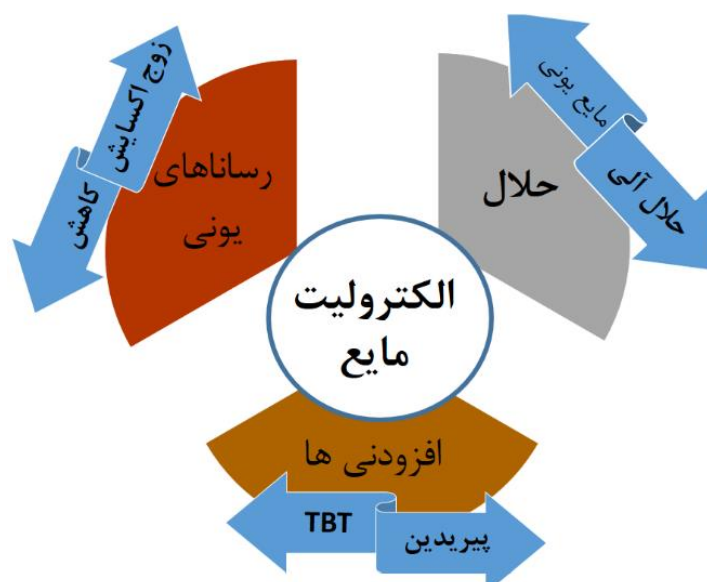 الکترولیت
مایع
حلال
مایع یونی
حلال آلی
رساناهای
یونی
زوج اکسایش
کاهش
افزودنی ها
پیریدین
TBT